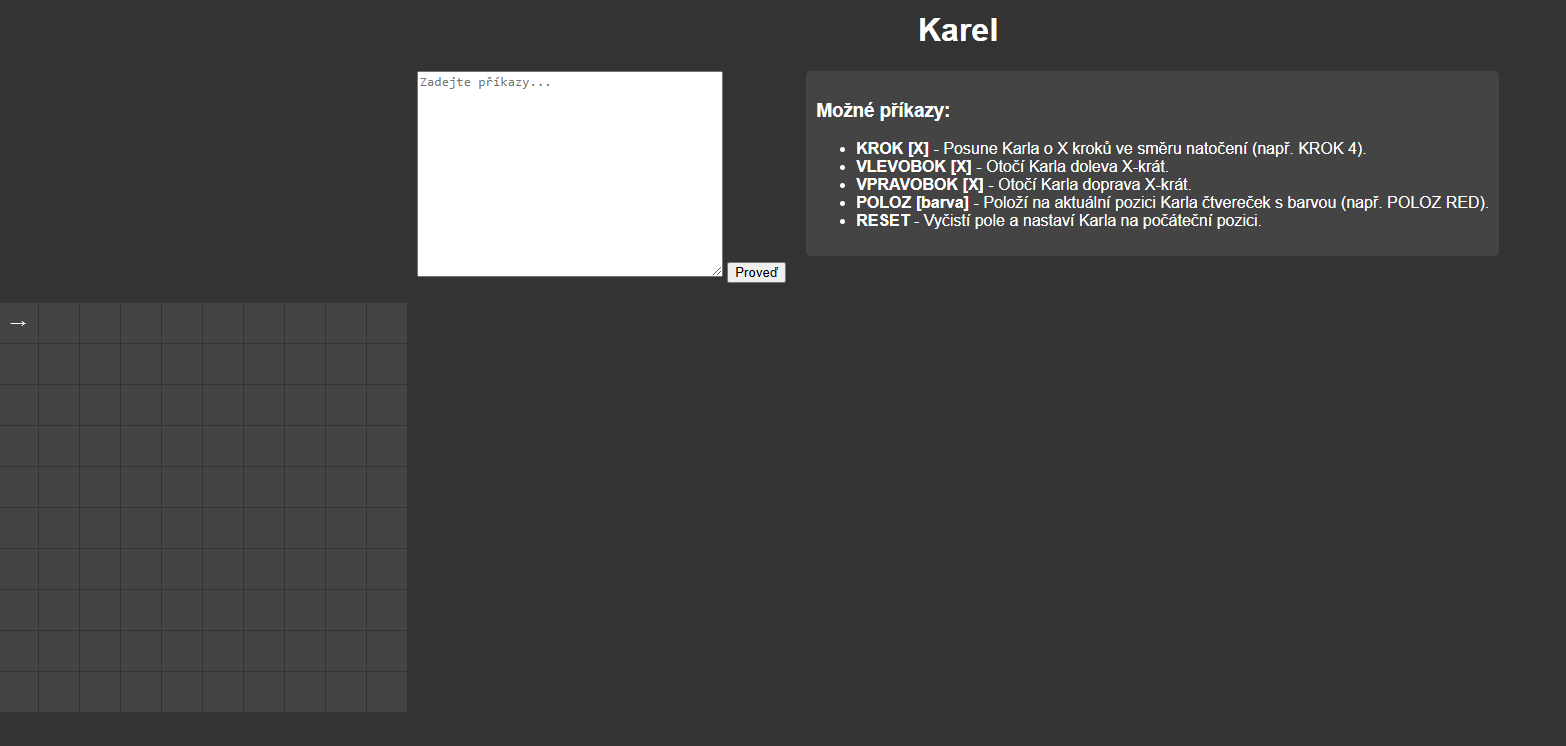 Karel
Zadejte příkazy...
Proveď
Možné příkazy:
KROK [X] - Posune Karla o X kroků ve směru natočení (např. KROK 4).
VLEVOBOK [X] - Otočí Karla doleva X-krát.
VPRAVOBOK [X] - Otočí Karla doprava X-krát.
POLOZ [barva] - Položí na aktuální pozici Karla čtvereček s barvou (např. POLOZ RED).
RESET - Vyčistí pole a nastaví Karla na počáteční pozici.
→